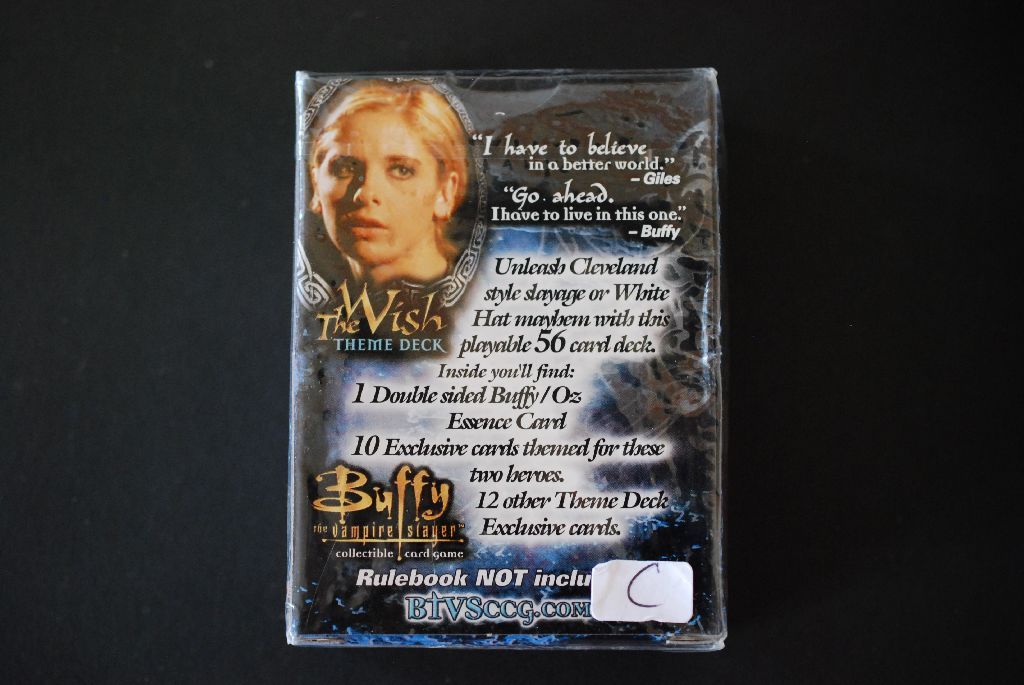 "I have to believe
in a better world."
– Giles
"Go ahead.
I have to live in this one."
– Buffy
The Wish
THEME DECK
Unleash Cleveland
style slayage or White
Hat mayhem with this
playable 56 card deck.
Inside you'll find:
1 Double sided Buffy / Oz
Essence Card
10 Exclusive cards themed for these
two heroes.
12 other Theme Deck
Exclusive cards.
Buffy
the vampire slayer™
collectible card game
Rulebook NOT inclu
BTVSCCG.COM
C